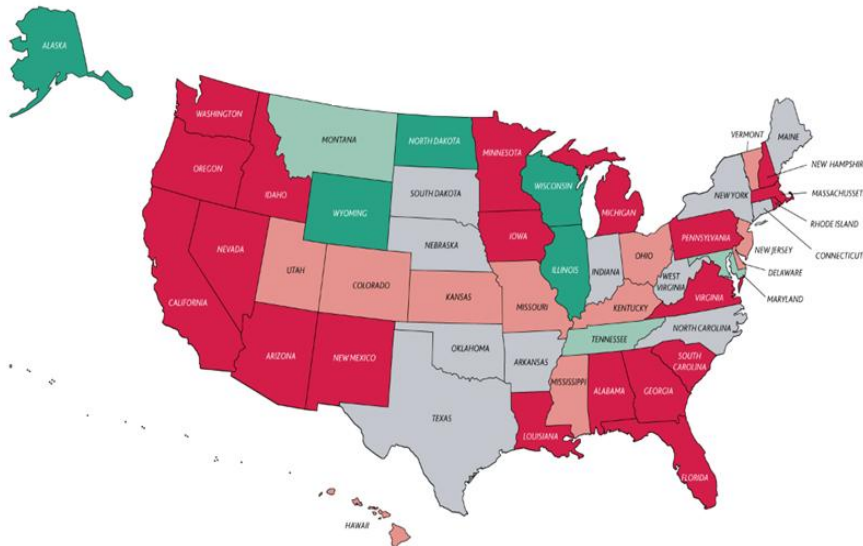 ALASKA
WASHINGTON
MONTANA
NORTH DAKOTA
MINNESOTA
VERMONT
MAINE
OREGON
IDAHO
WYOMING
SOUTH DAKOTA
WISCONSIN
MICHIGAN
NEW YORK
NEW HAMPSHIR
MASSACHUSSET
RHODE ISLAND
CONNECTICUT
NEVADA
UTAH
COLORADO
NEBRASKA
IOWA
ILLINOIS
INDIANA
OHIO
PENNSYLVANIA
NEW JERSEY
DELAWARE
MARYLAND
CALIFORNIA
KANSAS
MISSOURI
KENTUCKY
WEST
VIRGINIA
VIRGINIA
ARIZONA
NEW MEXICO
OKLAHOMA
ARKANSAS
TENNESSEE
NORTH CAROLINA
SOUTH
CAROLINA
TEXAS
LOUISIANA
MISSISSIPPI
ALABAMA
GEORGIA
FLORIDA
HAWAII